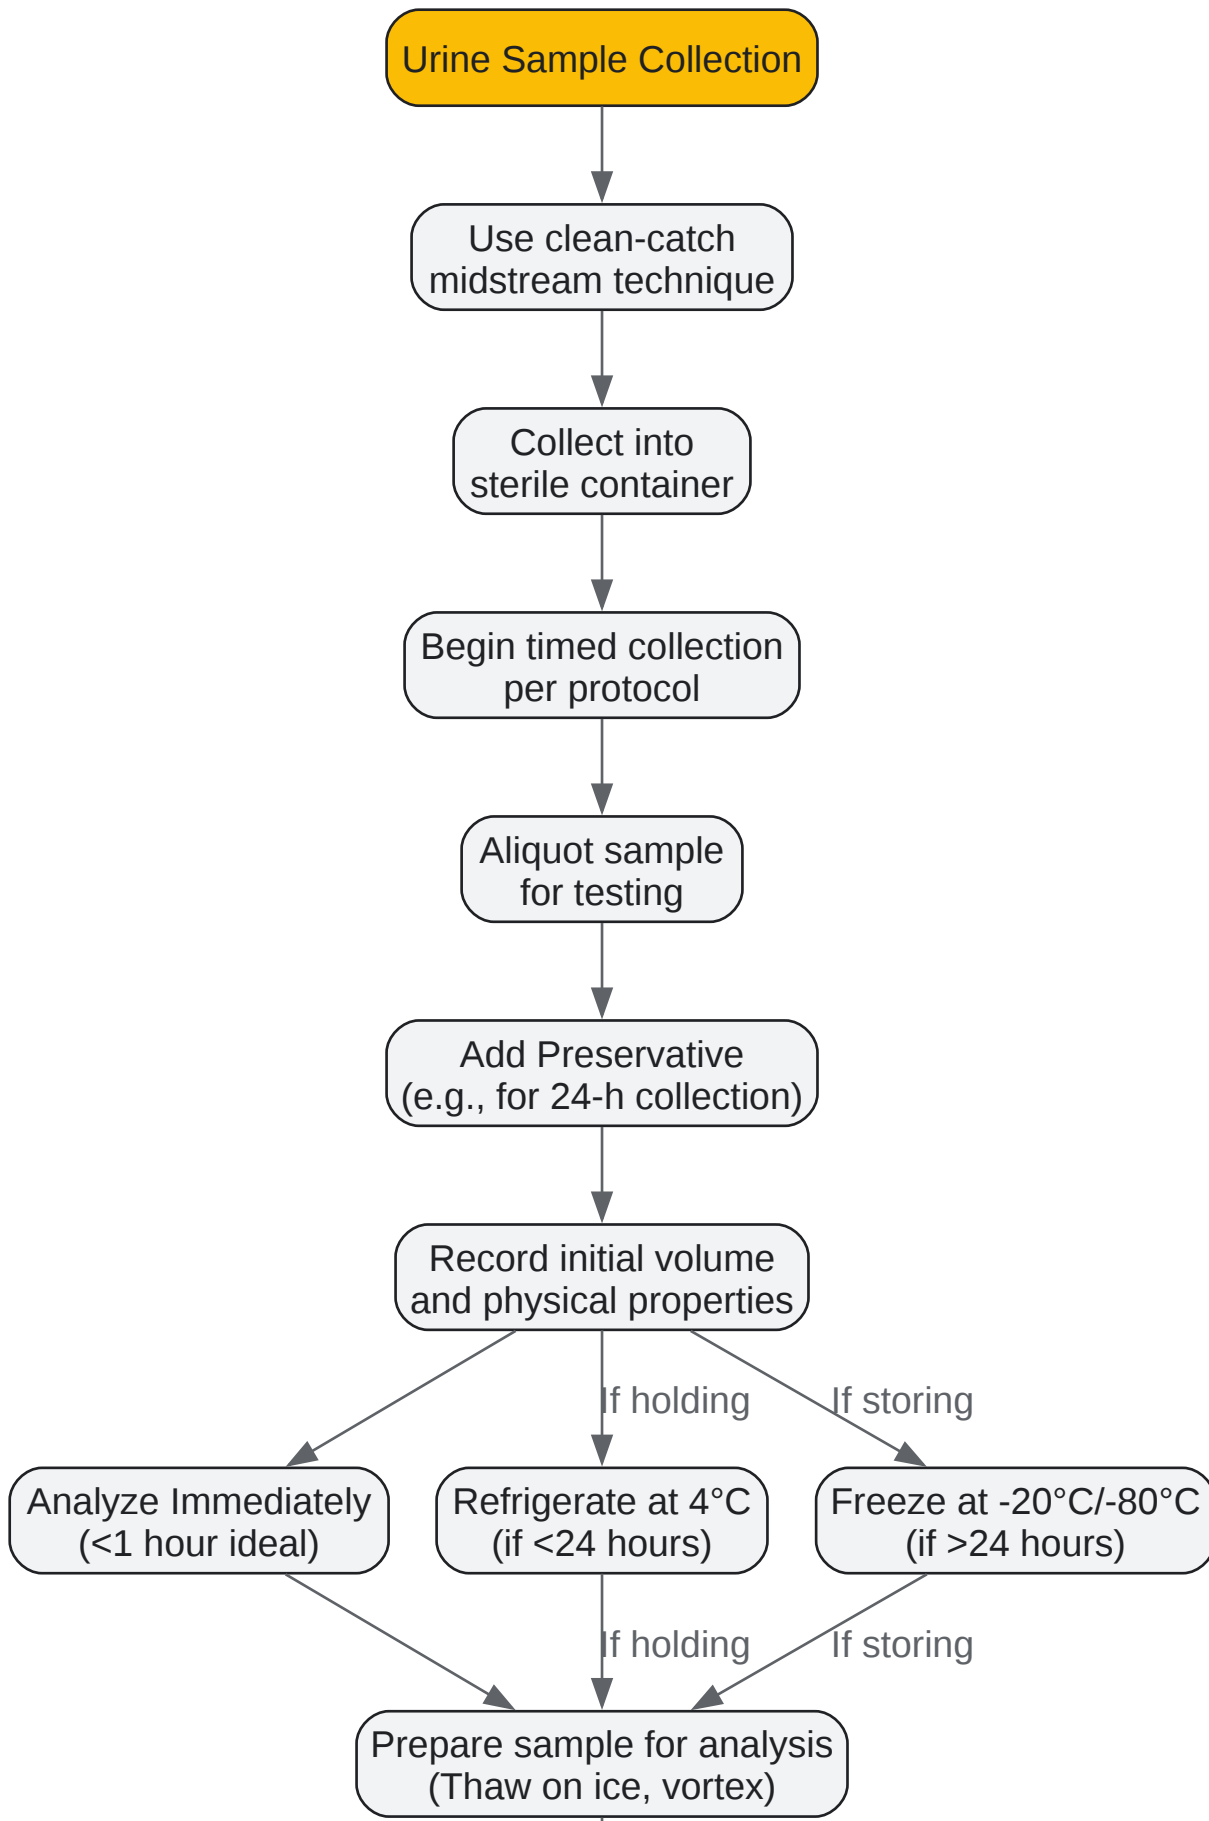 Urine Sample Collection
Use clean-catch
midstream technique
Collect into
sterile container
Begin timed collection
per protocol
Aliquot sample
for testing
Add Preservative
(e.g., for 24-h collection)
Record initial volume
and physical properties
If holding
If storing
Analyze Immediately
(<1 hour ideal)
Refrigerate at 4°C
(if <24 hours)
Freeze at -20°C/-80°C
(if >24 hours)
If holding
If storing
Prepare sample for analysis
(Thaw on ice, vortex)